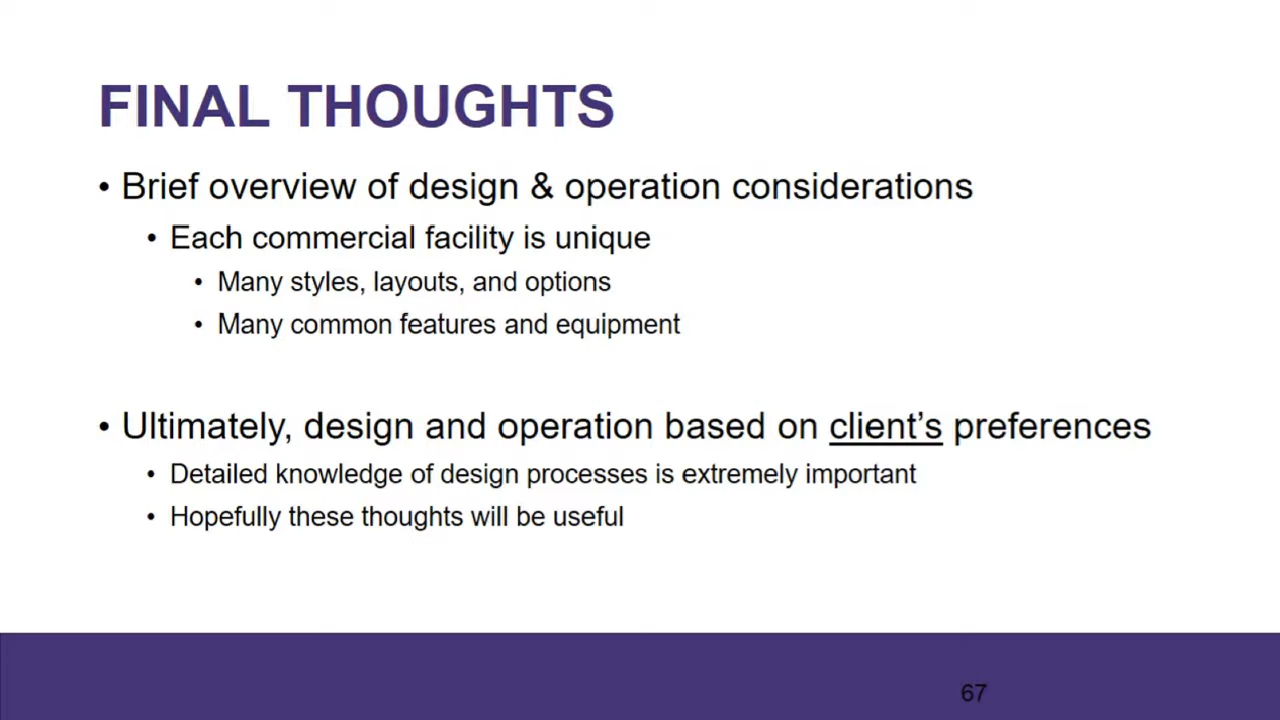 FINAL THOUGHTS
• Brief overview of design & operation considerations
• Each commercial facility is unique
• Many styles, layouts, and options
• Many common features and equipment
• Ultimately, design and operation based on client’s preferences
• Detailed knowledge of design processes is extremely important
• Hopefully these thoughts will be useful
67